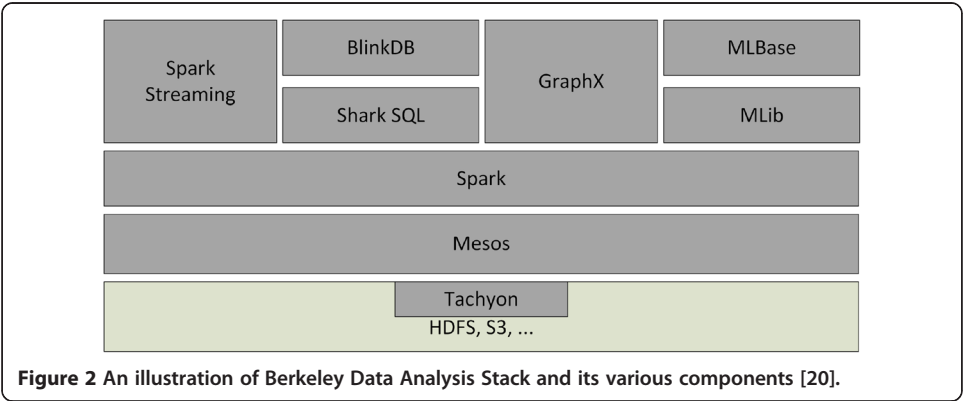 Spark
Streaming
BlinkDB
Shark SQL
GraphX
MLBase
MLib
Spark
Mesos
Tachyon
HDFS, S3, ...
Figure 2 An illustration of Berkeley Data Analysis Stack and its various components [20].